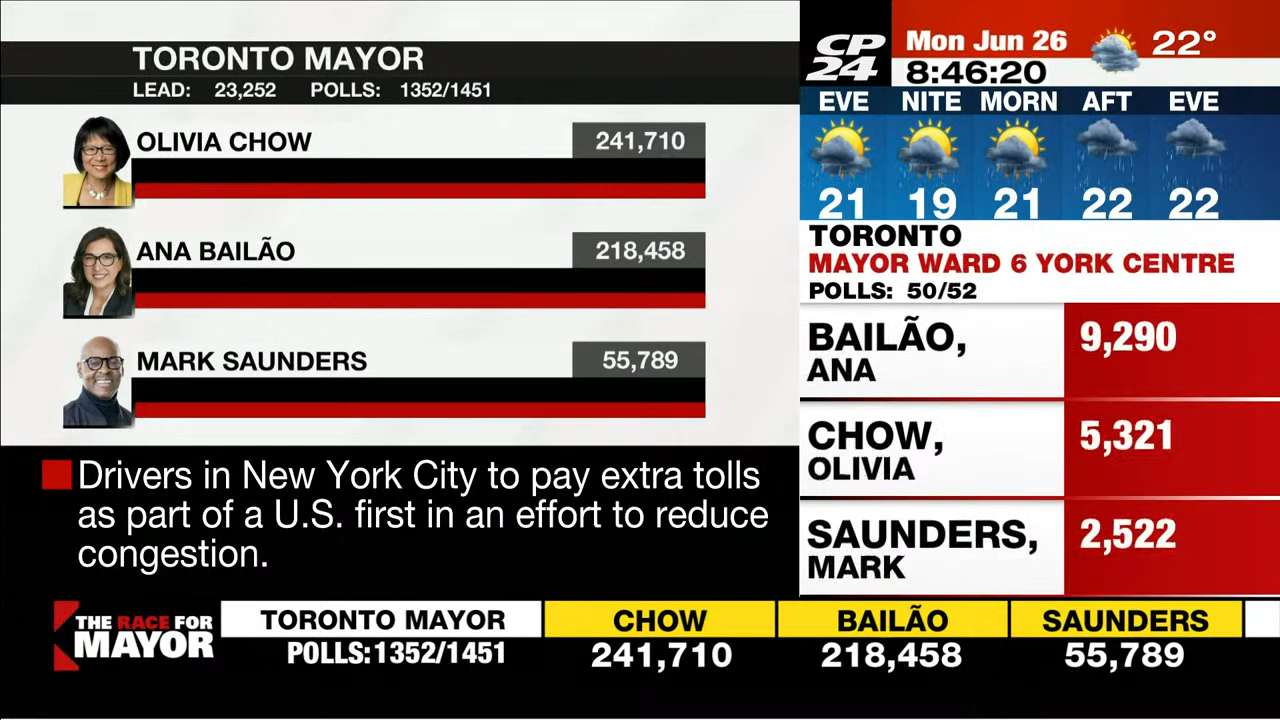 TORONTO MAYOR
LEAD: 23,252 POLLS: 1352/1451
OLIVIA CHOW 241,710
ANA BAILÃO 218,458
MARK SAUNDERS 55,789
Drivers in New York City to pay extra tolls
as part of a U.S. first in an effort to reduce
congestion.
CP
24
Mon Jun 26
8:46:20
22°
EVE NITE MORN AFT EVE
21 19 21 22 22
TORONTO
MAYOR WARD 6 YORK CENTRE
POLLS: 50/52
BAILÃO,
ANA
9,290
CHOW,
OLIVIA
5,321
SAUNDERS,
MARK
2,522
THE RACE FOR
MAYOR
TORONTO MAYOR CHOW BAILÃO SAUNDERS
POLLS:1352/1451 241,710 218,458 55,789